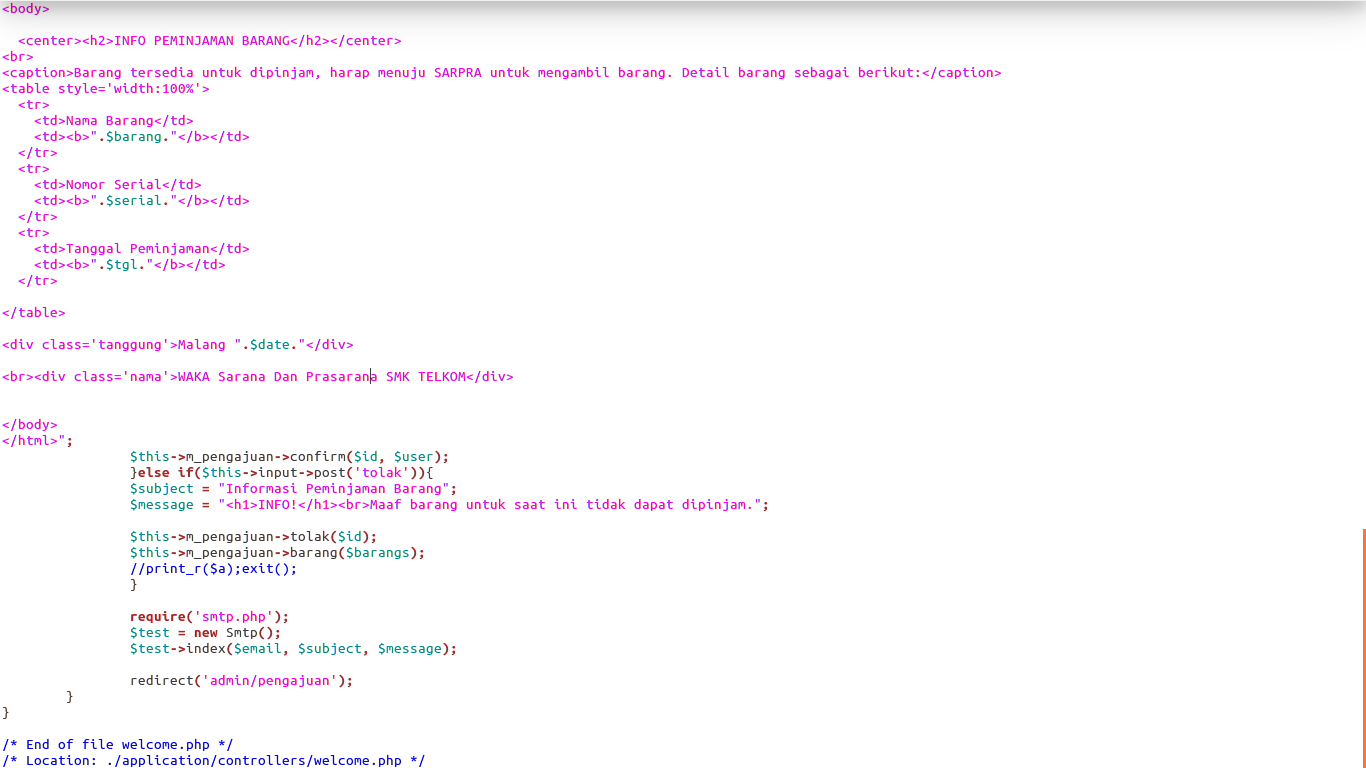 <body>
<center><h2>INFO PEMINJAMAN BARANG</h2></center>
<br>
<caption>Barang tersedia untuk dipinjam, harap menuju SARPRA untuk mengambil barang. Detail barang sebagai berikut:</caption>
<table style='width:100%'>
<tr>
<td>Nama Barang</td>
<td><b>".$barang."</b></td>
</tr>
<tr>
<td>Nomor Serial</td>
<td><b>".$serial."</b></td>
</tr>
<tr>
<td>Tanggal Peminjaman</td>
<td><b>".$tgl."</b></td>
</tr>
</table>
<div class='tanggung'>Malang ".$date."</div>
<br><div class='nama'>WAKA Sarana Dan Prasarana SMK TELKOM</div>
</body>
</html>";
$this->m_pengajuan->confirm($id, $user);
}else if($this->input->post('tolak')){
$subject = "Informasi Peminjaman Barang";
$message = "<h1>INFO!</h1><br>Maaf barang untuk saat ini tidak dapat dipinjam.";
$this->m_pengajuan->tolak($id);
$this->m_pengajuan->barang($barangs);
//print_r($a);exit();
}
require('smtp.php');
$test = new Smtp();
$test->index($email, $subject, $message);
redirect('admin/pengajuan');
}
}
/* End of file welcome.php */
/* Location: ./application/controllers/welcome.php */